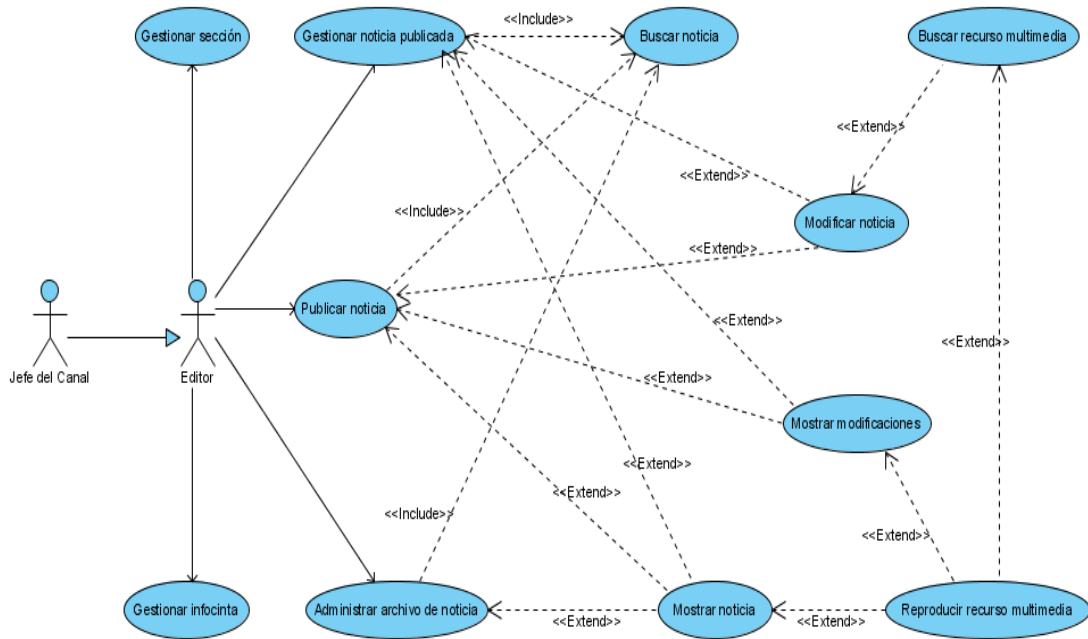 <<Include>>
Gestionar sección
Gestionar noticia publicada
Buscar noticia
Buscar recurso multimedia
<<Extend>>
<<Extend>>
<<Include>>
Modificar noticia
<<Extend>>
Publicar noticia
<<Extend>>
<<Extend>>
Jefe del Canal
Editor
<<Extend>>
Mostrar modificaciones
<<Extend>>
<<Extend>>
<<Include>>
<<Extend>>
Gestionar infocinta
Administrar archivo de noticia
<<Extend>>
Mostrar noticia
<<Extend>>
Reproducir recurso multimedia